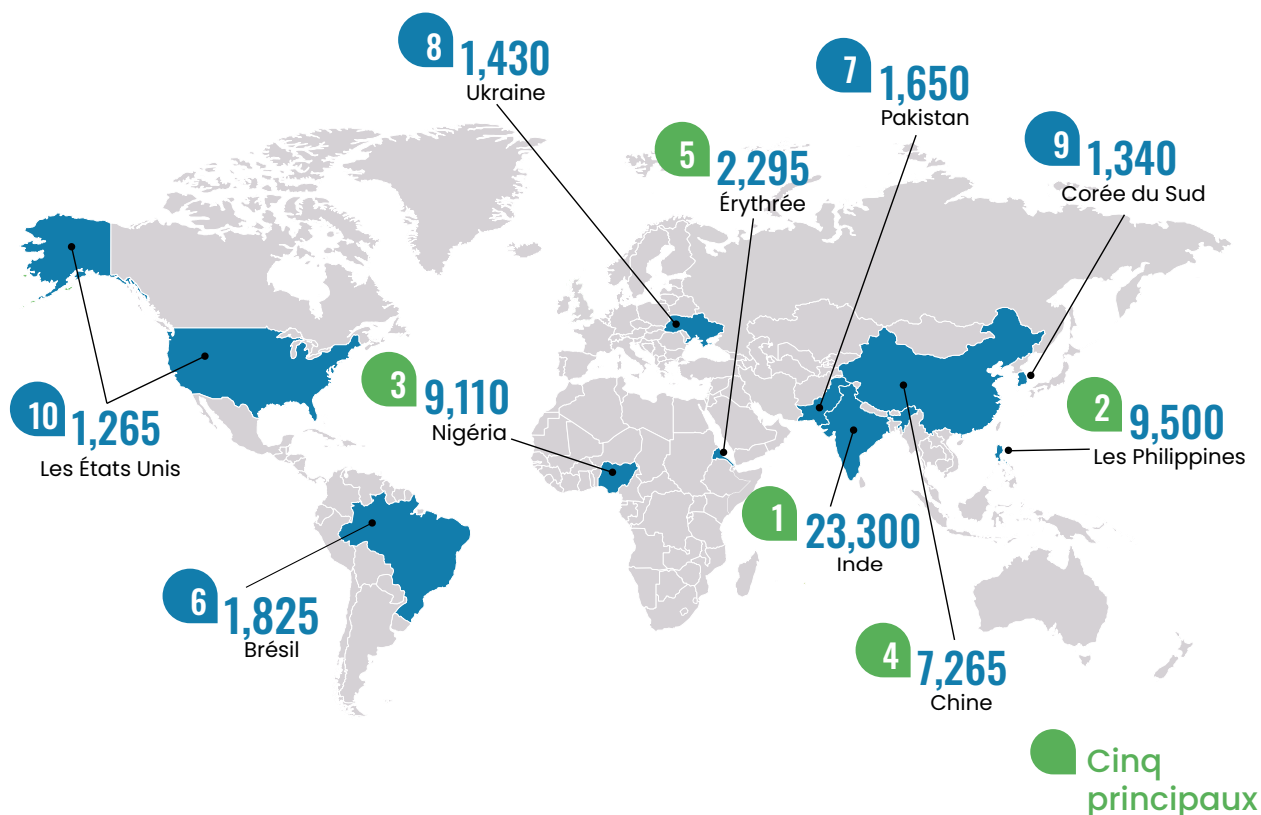 8
1,430
Ukraine
7
1,650
Pakistan
5
2,295
Érythrée
9
1,340
Corée du Sud
10
1,265
Les États Unis
3
9,110
Nigéria
2
9,500
Les Philippines
1
23,300
Inde
6
1,825
Brésil
4
7,265
Chine
Cinq
principaux